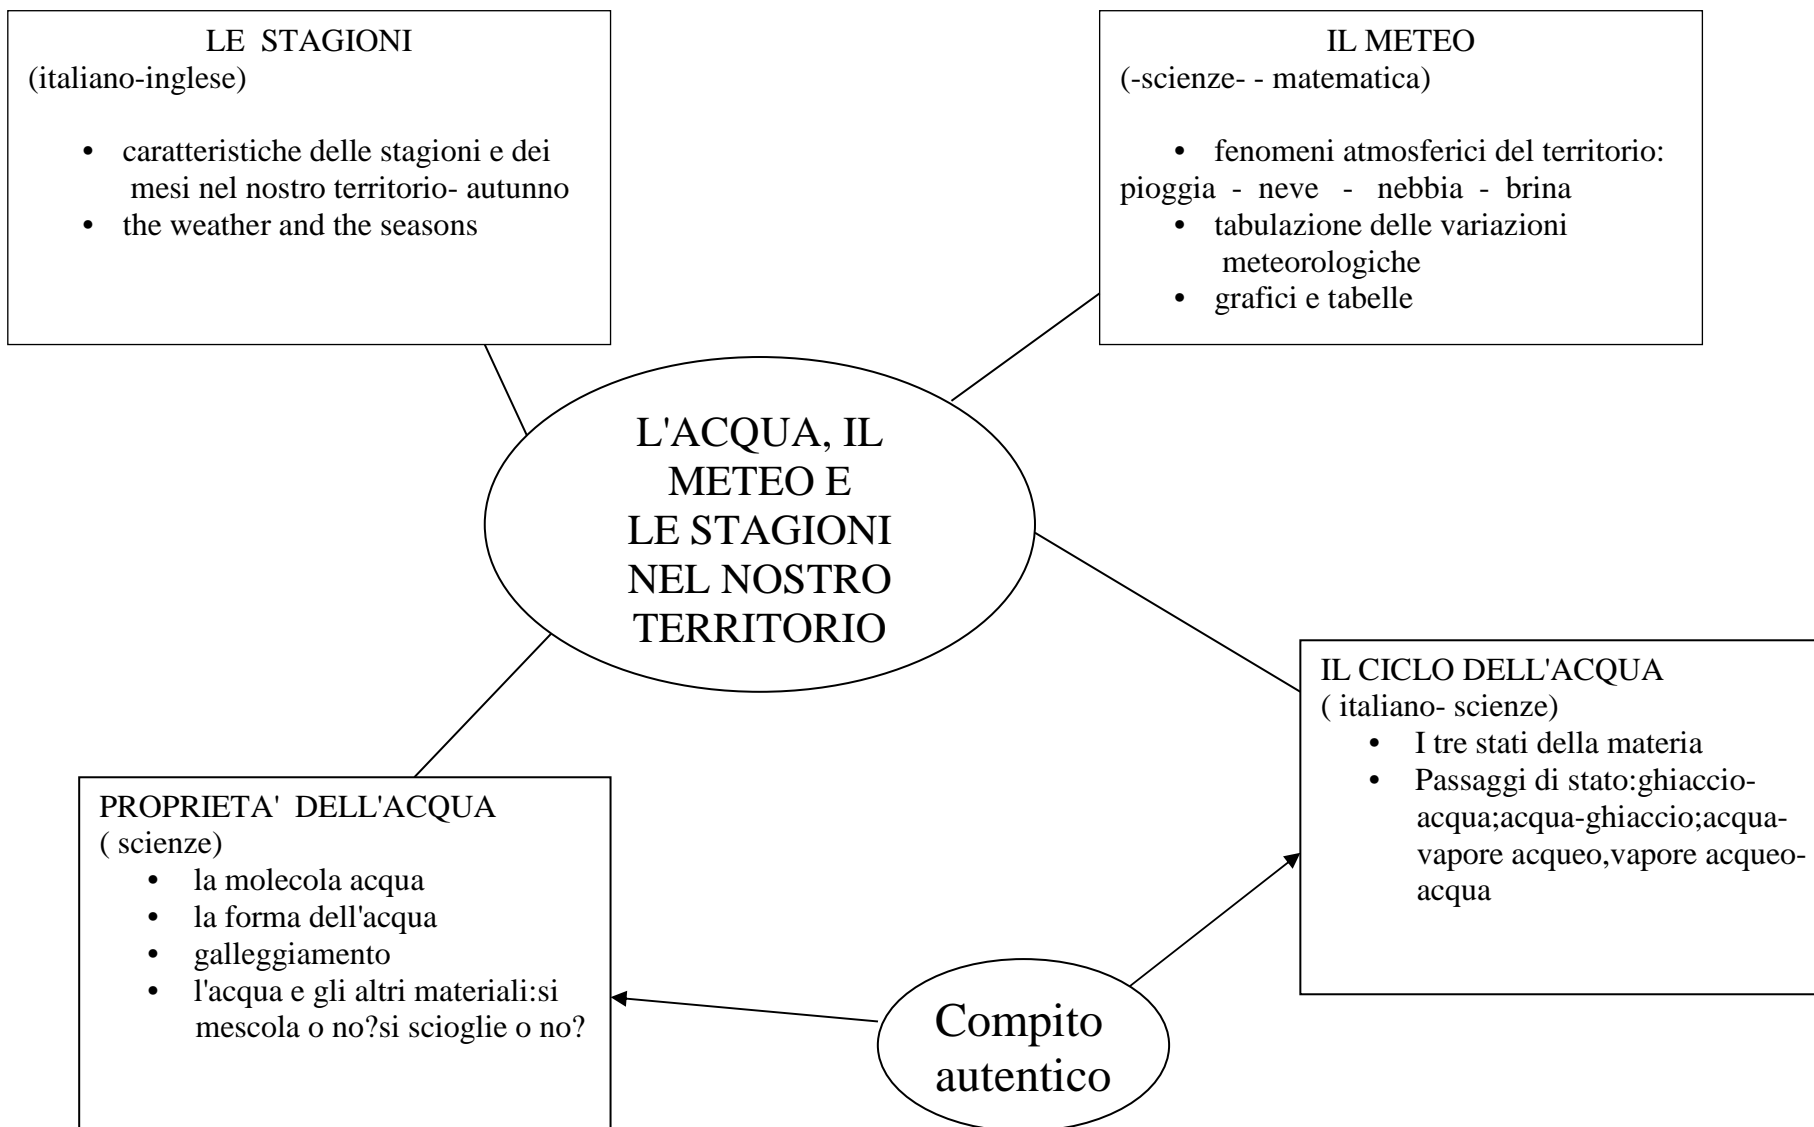 LE  STAGIONI
(italiano-inglese)
• caratteristiche delle stagioni e dei
mesi nel nostro territorio- autunno
• the weather and the seasons
IL METEO
(-scienze- - matematica)
• fenomeni atmosferici del territorio:
pioggia  -  neve   -   nebbia  - brina
• tabulazione delle variazioni
meteorologiche
• grafici e tabelle
L'ACQUA, IL
METEO E
LE STAGIONI
NEL NOSTRO
TERRITORIO
IL CICLO DELL'ACQUA
( italiano- scienze)
• I tre stati della materia
• Passaggi di stato:ghiaccio-
acqua;acqua-ghiaccio;acqua-
vapore acqueo,vapore acqueo-
acqua
PROPRIETA'  DELL'ACQUA
( scienze)
• la molecola acqua
• la forma dell'acqua
• galleggiamento
• l'acqua e gli altri materiali:si
mescola o no?si scioglie o no?
Compito
autentico